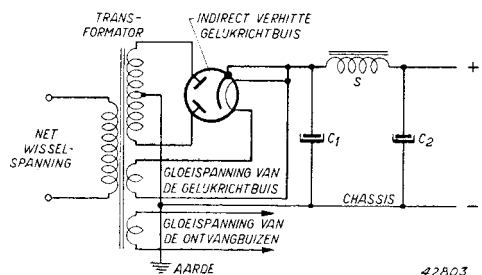 TRANS-
FORMATOR
INDIRECT VERHITTE
GELIJKRICHTBUIS
NET
WISSEL-
SPANNING
S
+
C1
C2
GLOEISPANNING VAN
DE GELIJKRICHTBUIS
CHASSIS
−
GLOEISPANNING VAN
DE ONTVANGBUIZEN
AARDE
42803